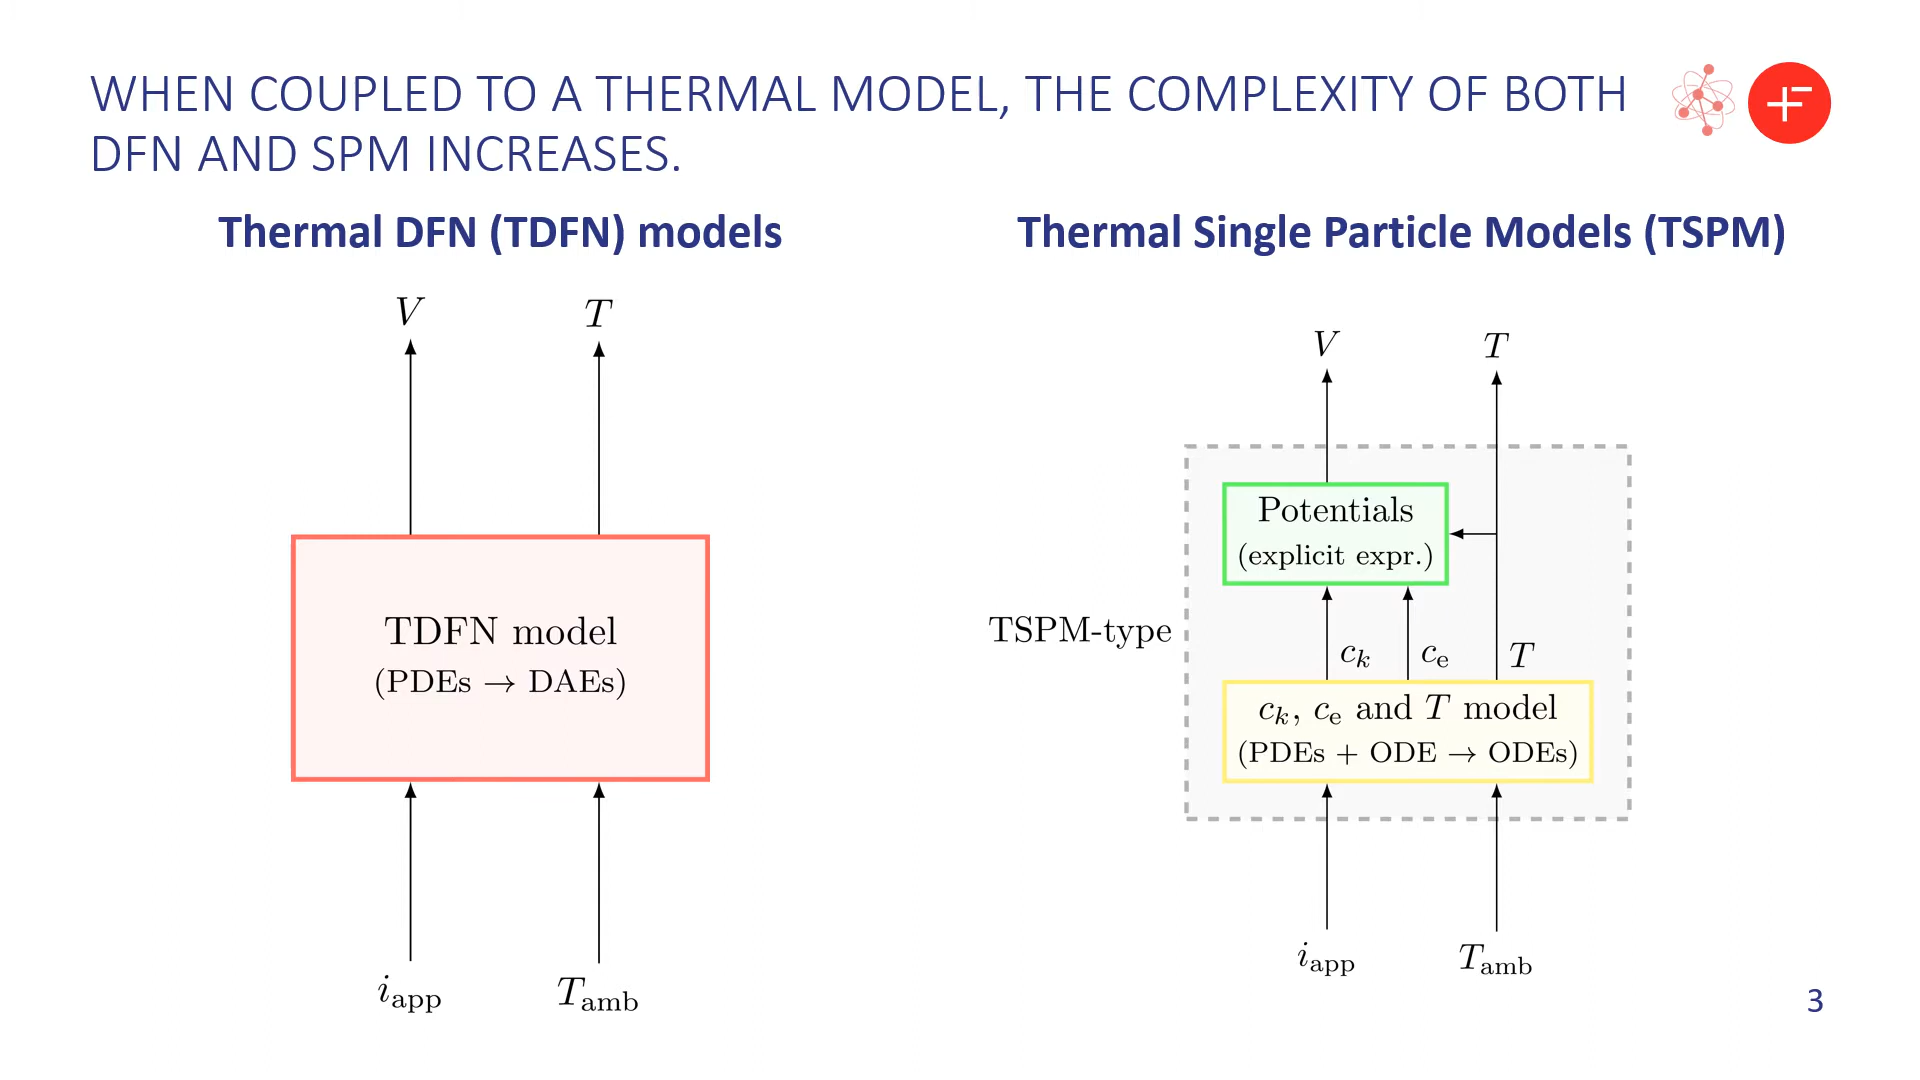 WHEN COUPLED TO A THERMAL MODEL, THE COMPLEXITY OF BOTH
DFN AND SPM INCREASES.
Thermal DFN (TDFN) models
V
T
TDFN model
(PDEs → DAEs)
i_app
T_amb
Thermal Single Particle Models (TSPM)
V
T
Potentials
(explicit expr.)
TSPM-type
c_k
c_e
T
c_k, c_e and T model
(PDEs + ODE → ODEs)
i_app
T_amb
3